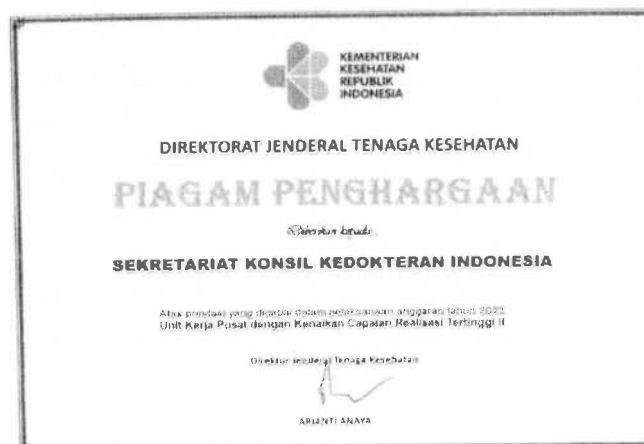 KEMENTERIAN
KESEHATAN
REPUBLIK
INDONESIA
DIREKTORAT JENDERAL TENAGA KESEHATAN
PIAGAM PENGHARGAAN
Diberikan kepada
SEKRETARIAT KONSIL KEDOKTERAN INDONESIA
Atas prestasi yang dicapai dalam pelaksanaan anggaran tahun
Unit Kerja Pusat dengan Kenaikan Capaian Realisasi Tertinggi II
Direktur Jenderal Tenaga Kesehatan
ARIANTI ANAYA